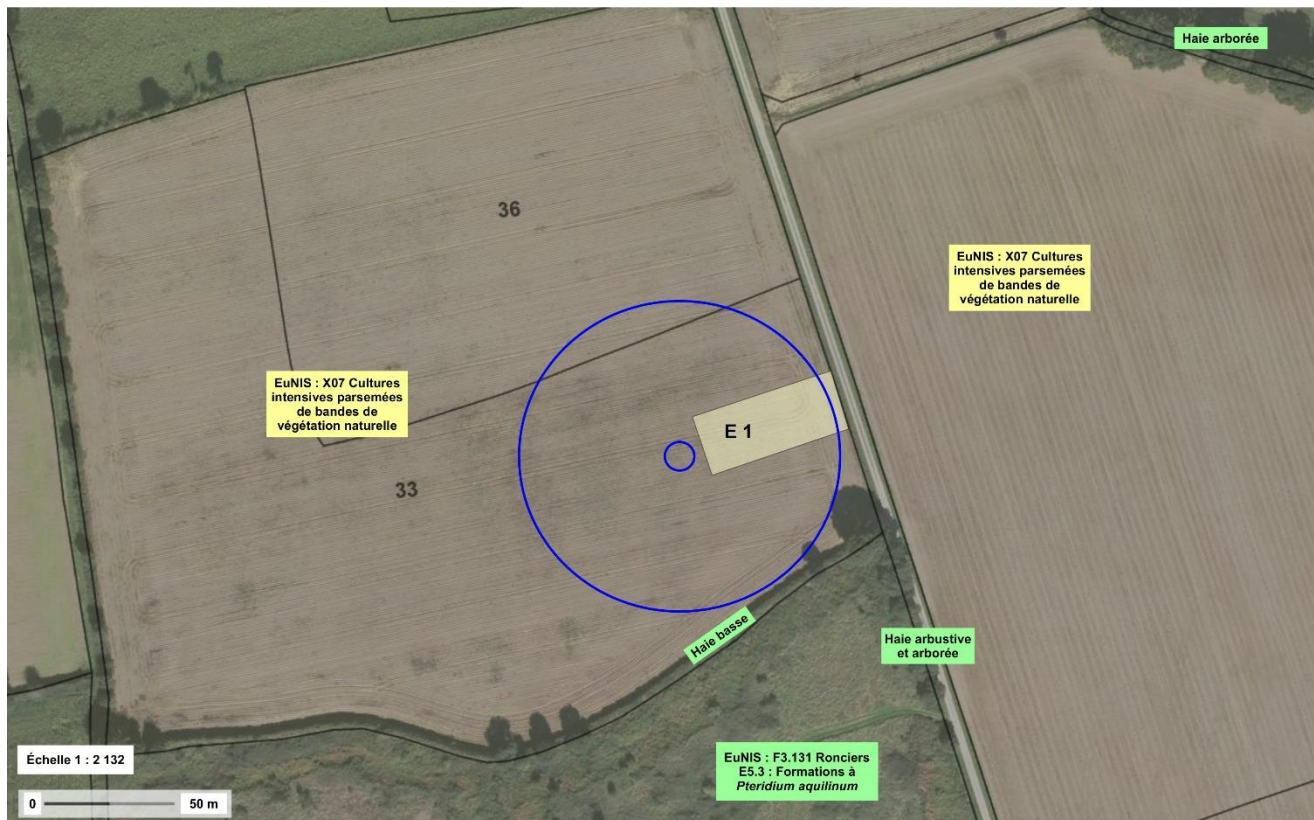 Haie arborée
36
EuNIS : X07 Cultures
intensives parsemées
de bandes de
végétation naturelle
EuNIS : X07 Cultures
intensives parsemées
de bandes de
végétation naturelle
E 1
33
Haie basse
Haie arbustive
et arborée
Échelle 1 : 2 132
EuNIS : F3.131 Ronciers
E5.3 : Formations à
Pteridium aquilinum
0 50 m